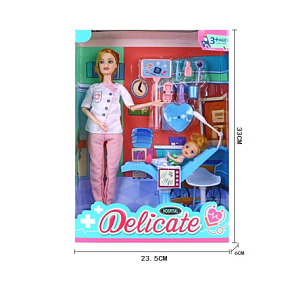 3+
HOSPITAL
Delicate
33CM
23.5CM
6CM